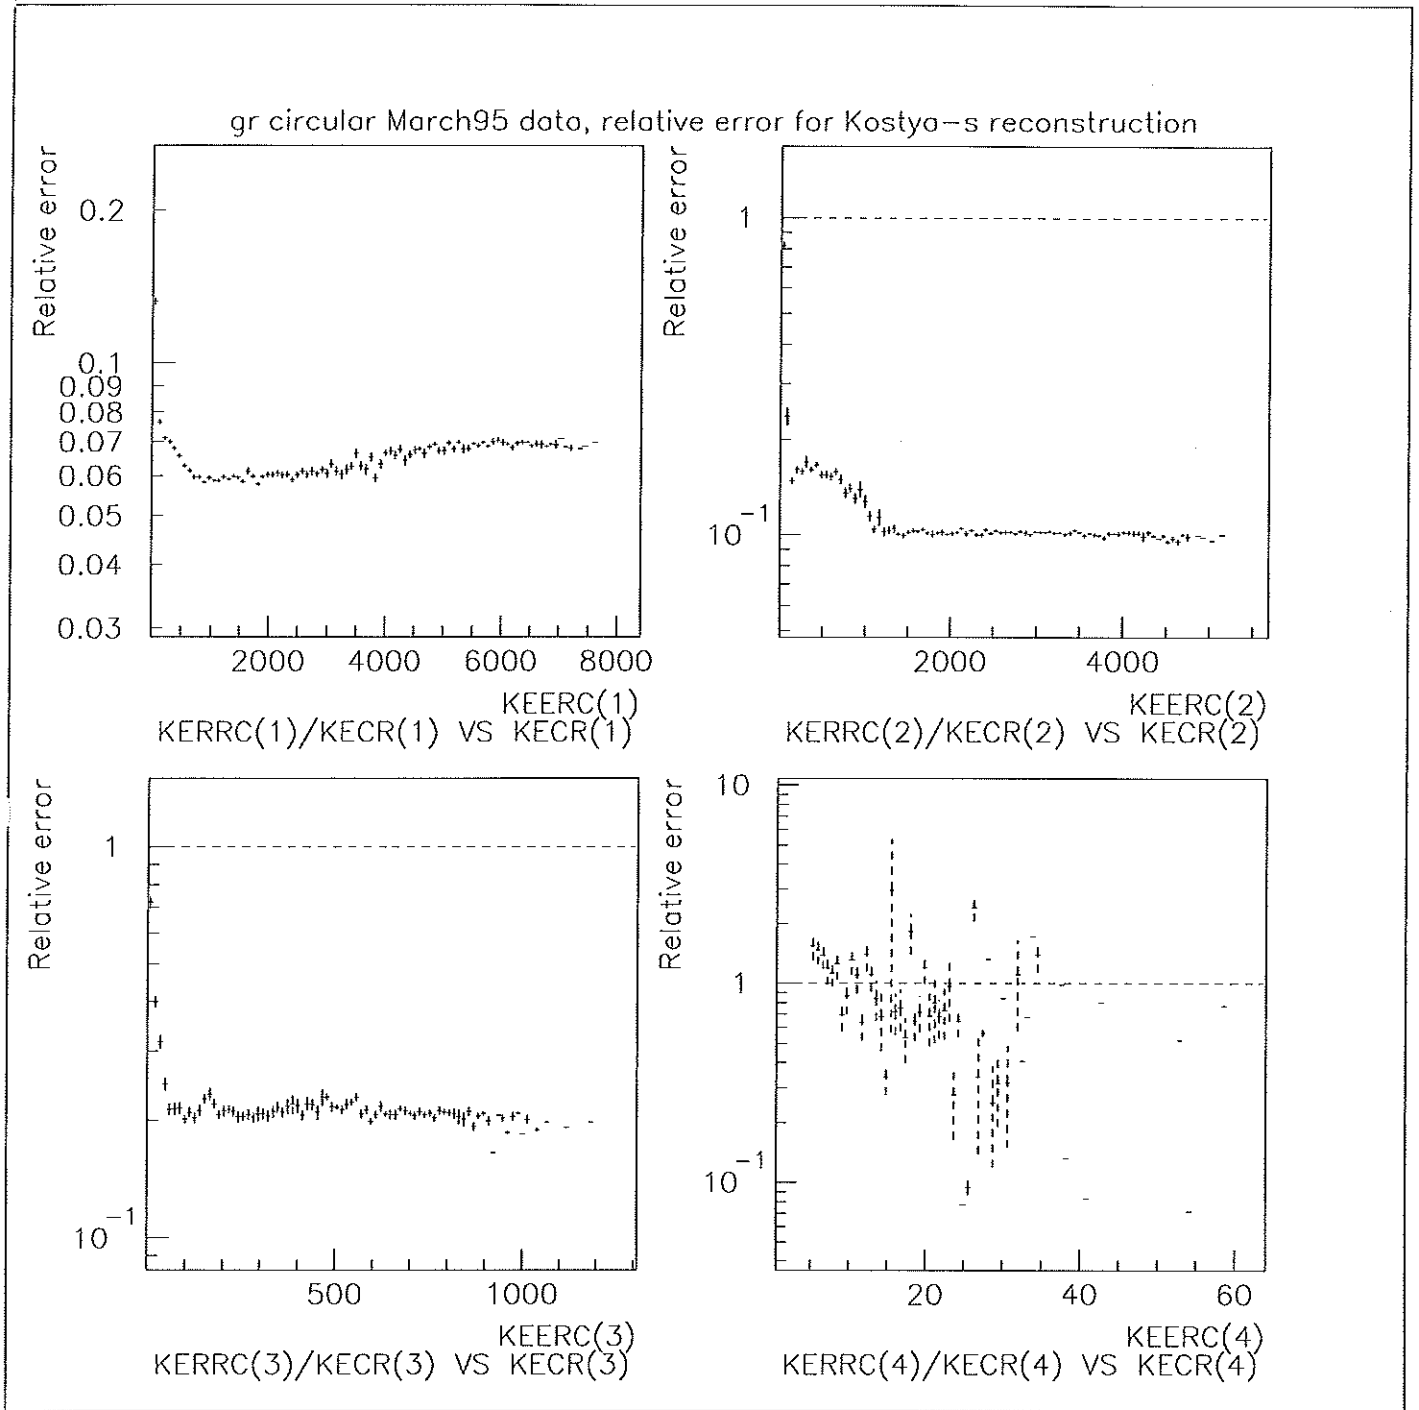 gr circular March95 data, relative error for Kostya-s reconstruction
Relative error
0.2
0.1
0.09
0.08
0.07
0.06
0.05
0.04
0.03
2000 4000 6000 8000
KEERC(1)
KERRC(1)/KECR(1) VS KECR(1)
Relative error
1
10^-1
2000 4000
KEERC(2)
KERRC(2)/KECR(2) VS KECR(2)
Relative error
1
10^-1
500 1000
KEERC(3)
KERRC(3)/KECR(3) VS KECR(3)
Relative error
10
1
10^-1
20 40 60
KEERC(4)
KERRC(4)/KECR(4) VS KECR(4)